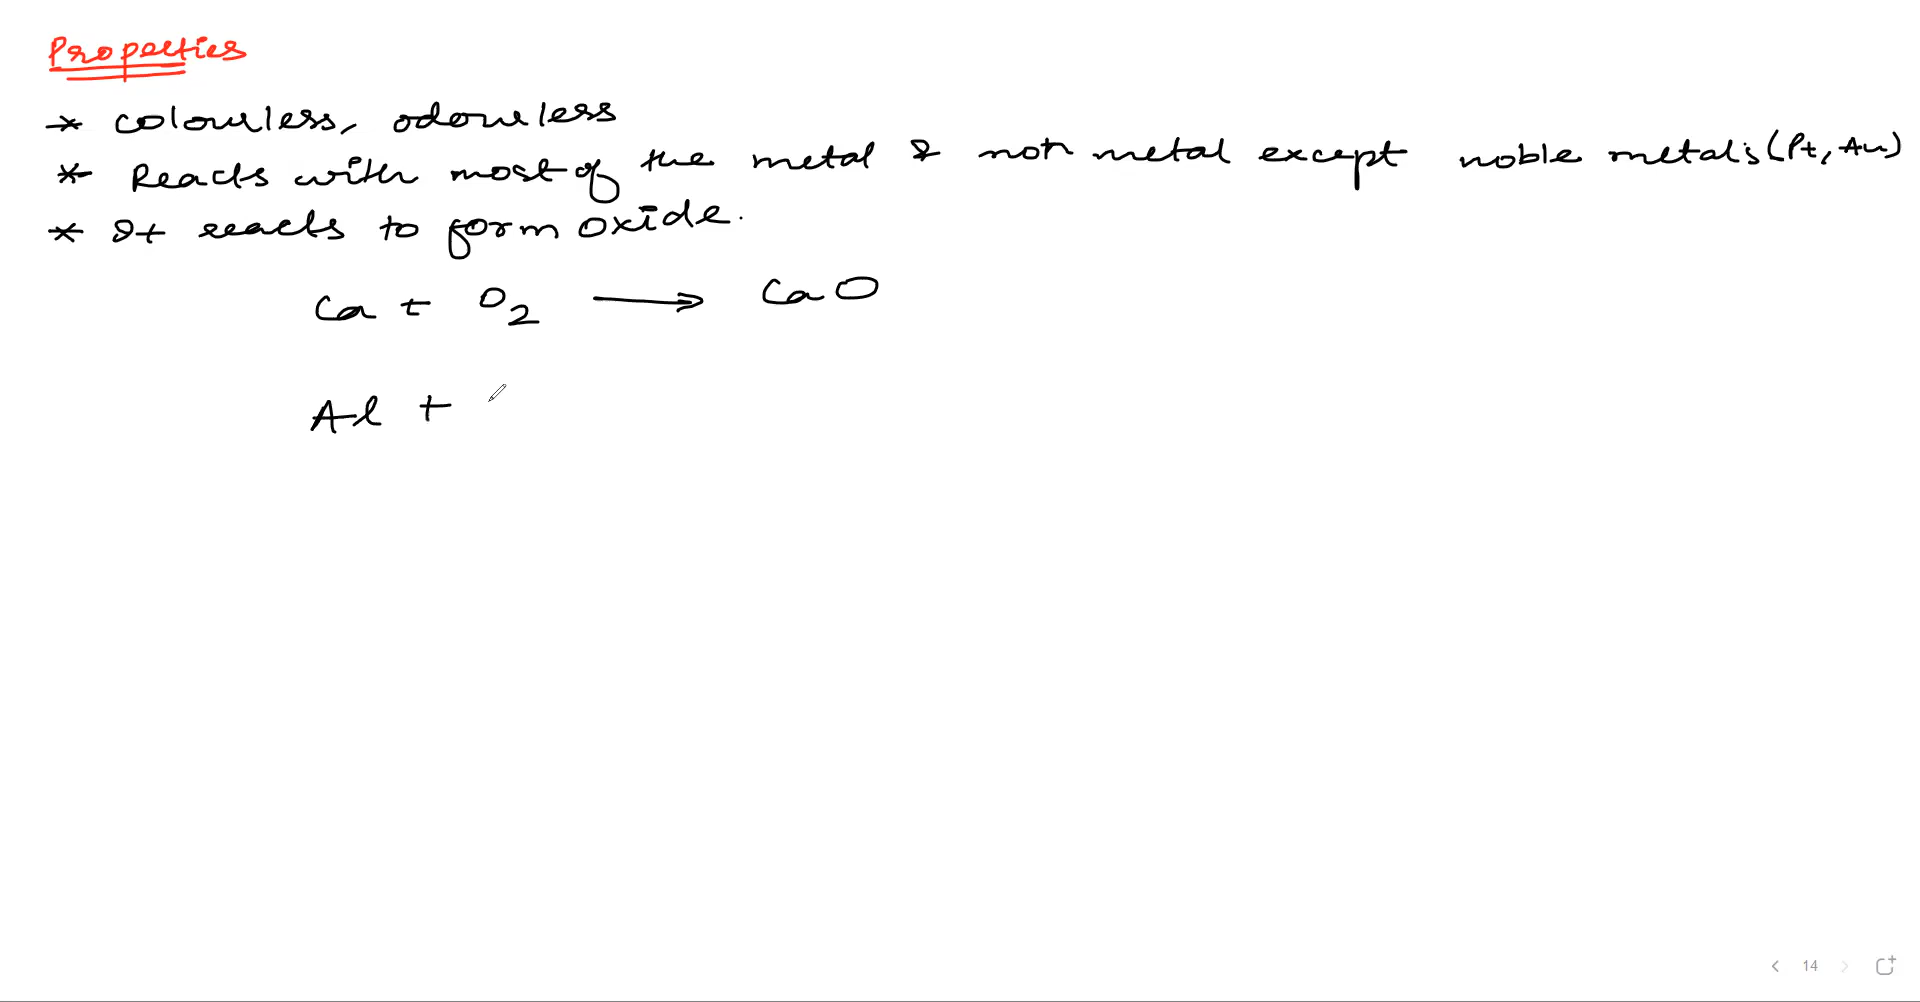 Properties
* colourless, odourless
* Reacts with most of the metal & non metal except noble metals (Pt, Au)
* It reacts to form oxide.
Ca + O2 → CaO
Al +
14